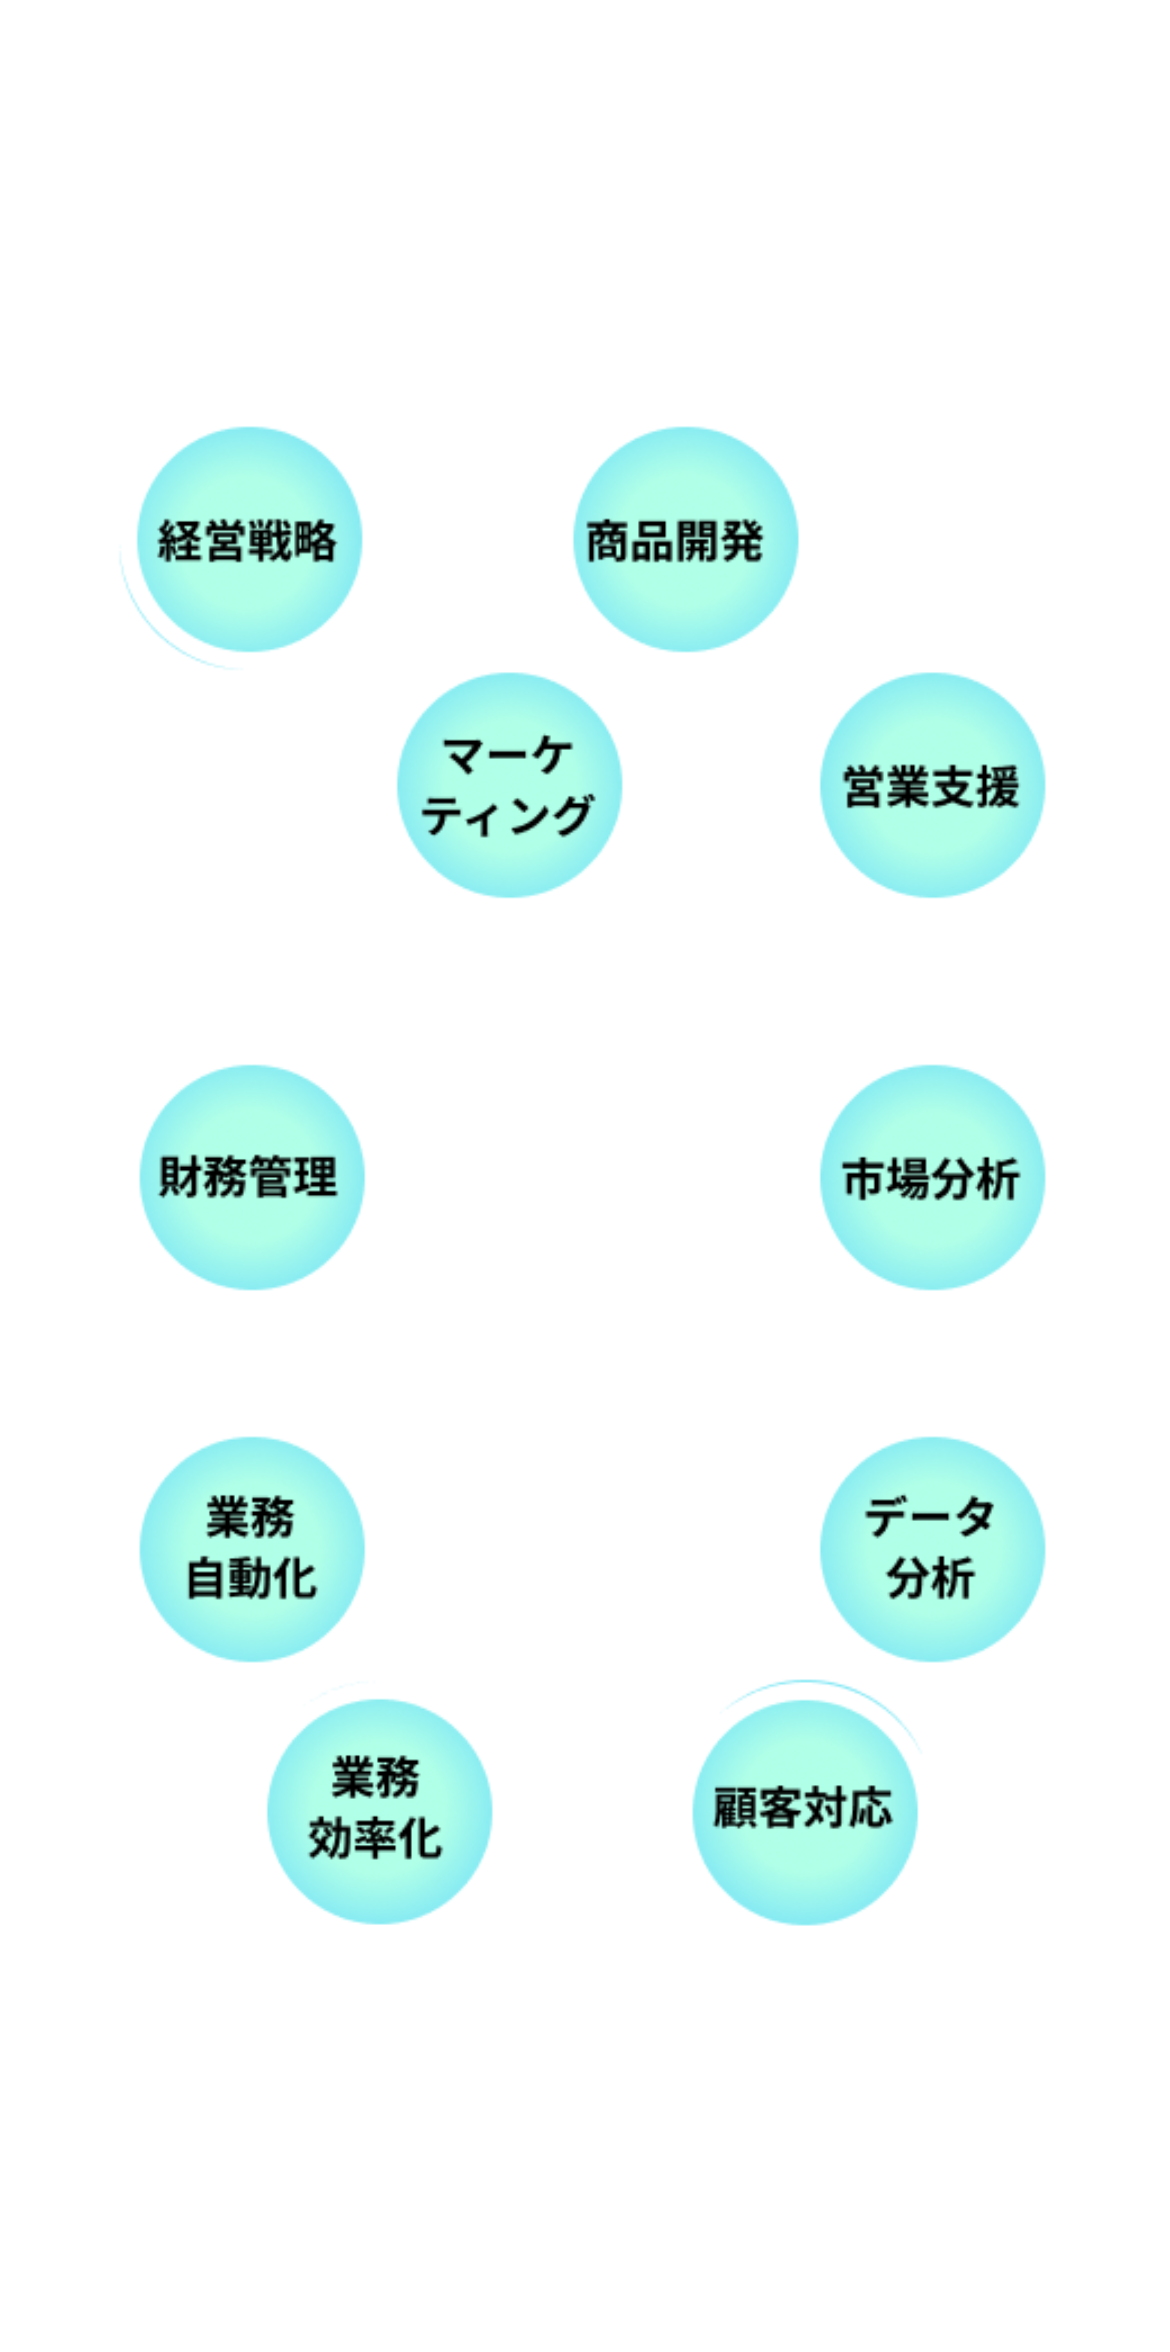 経営戦略
商品開発
マーケ
ティング
営業支援
財務管理
市場分析
業務
自動化
データ
分析
業務
効率化
顧客対応